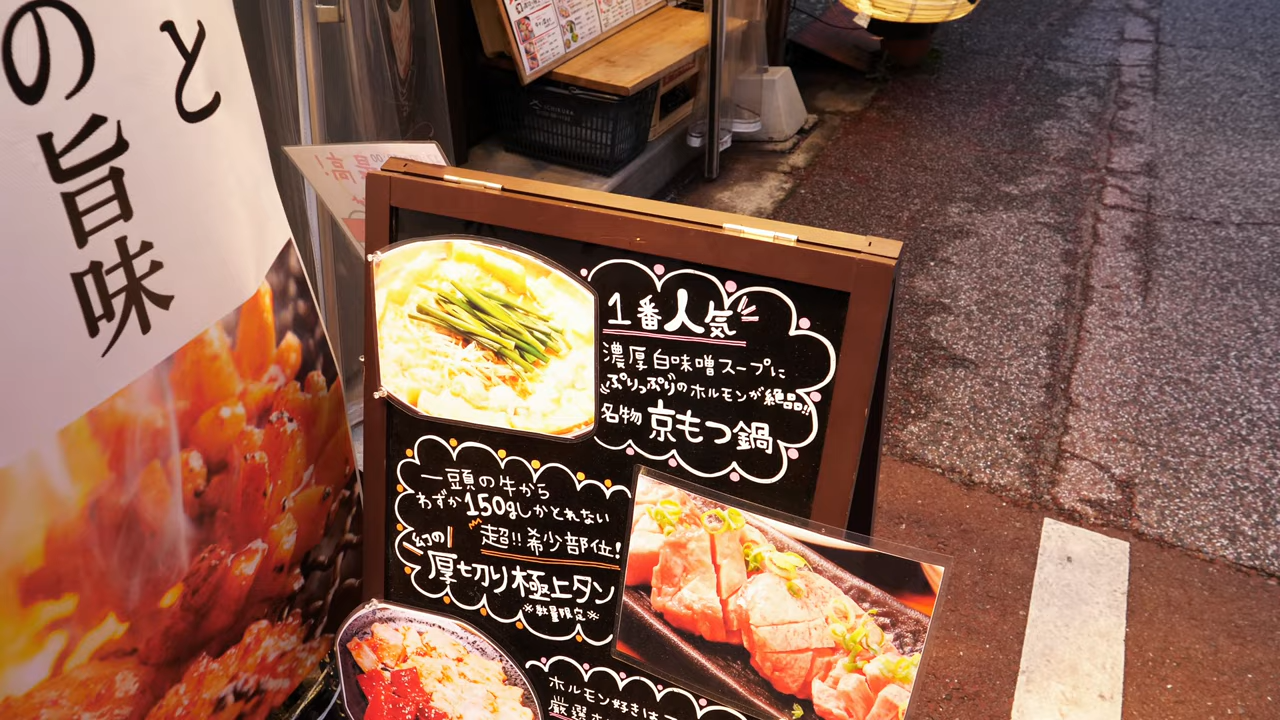 と
の旨味
最高!
ICHIKURA
1番人気
濃厚白味噌スープに
ぷりっぷりのホルモンが絶品!!
名物 京もつ鍋
一頭の牛から
わずか150gしかとれない
超!!希少部位!
幻の!
厚切り極上タン
※数量限定※
ホルモン好きは
厳選